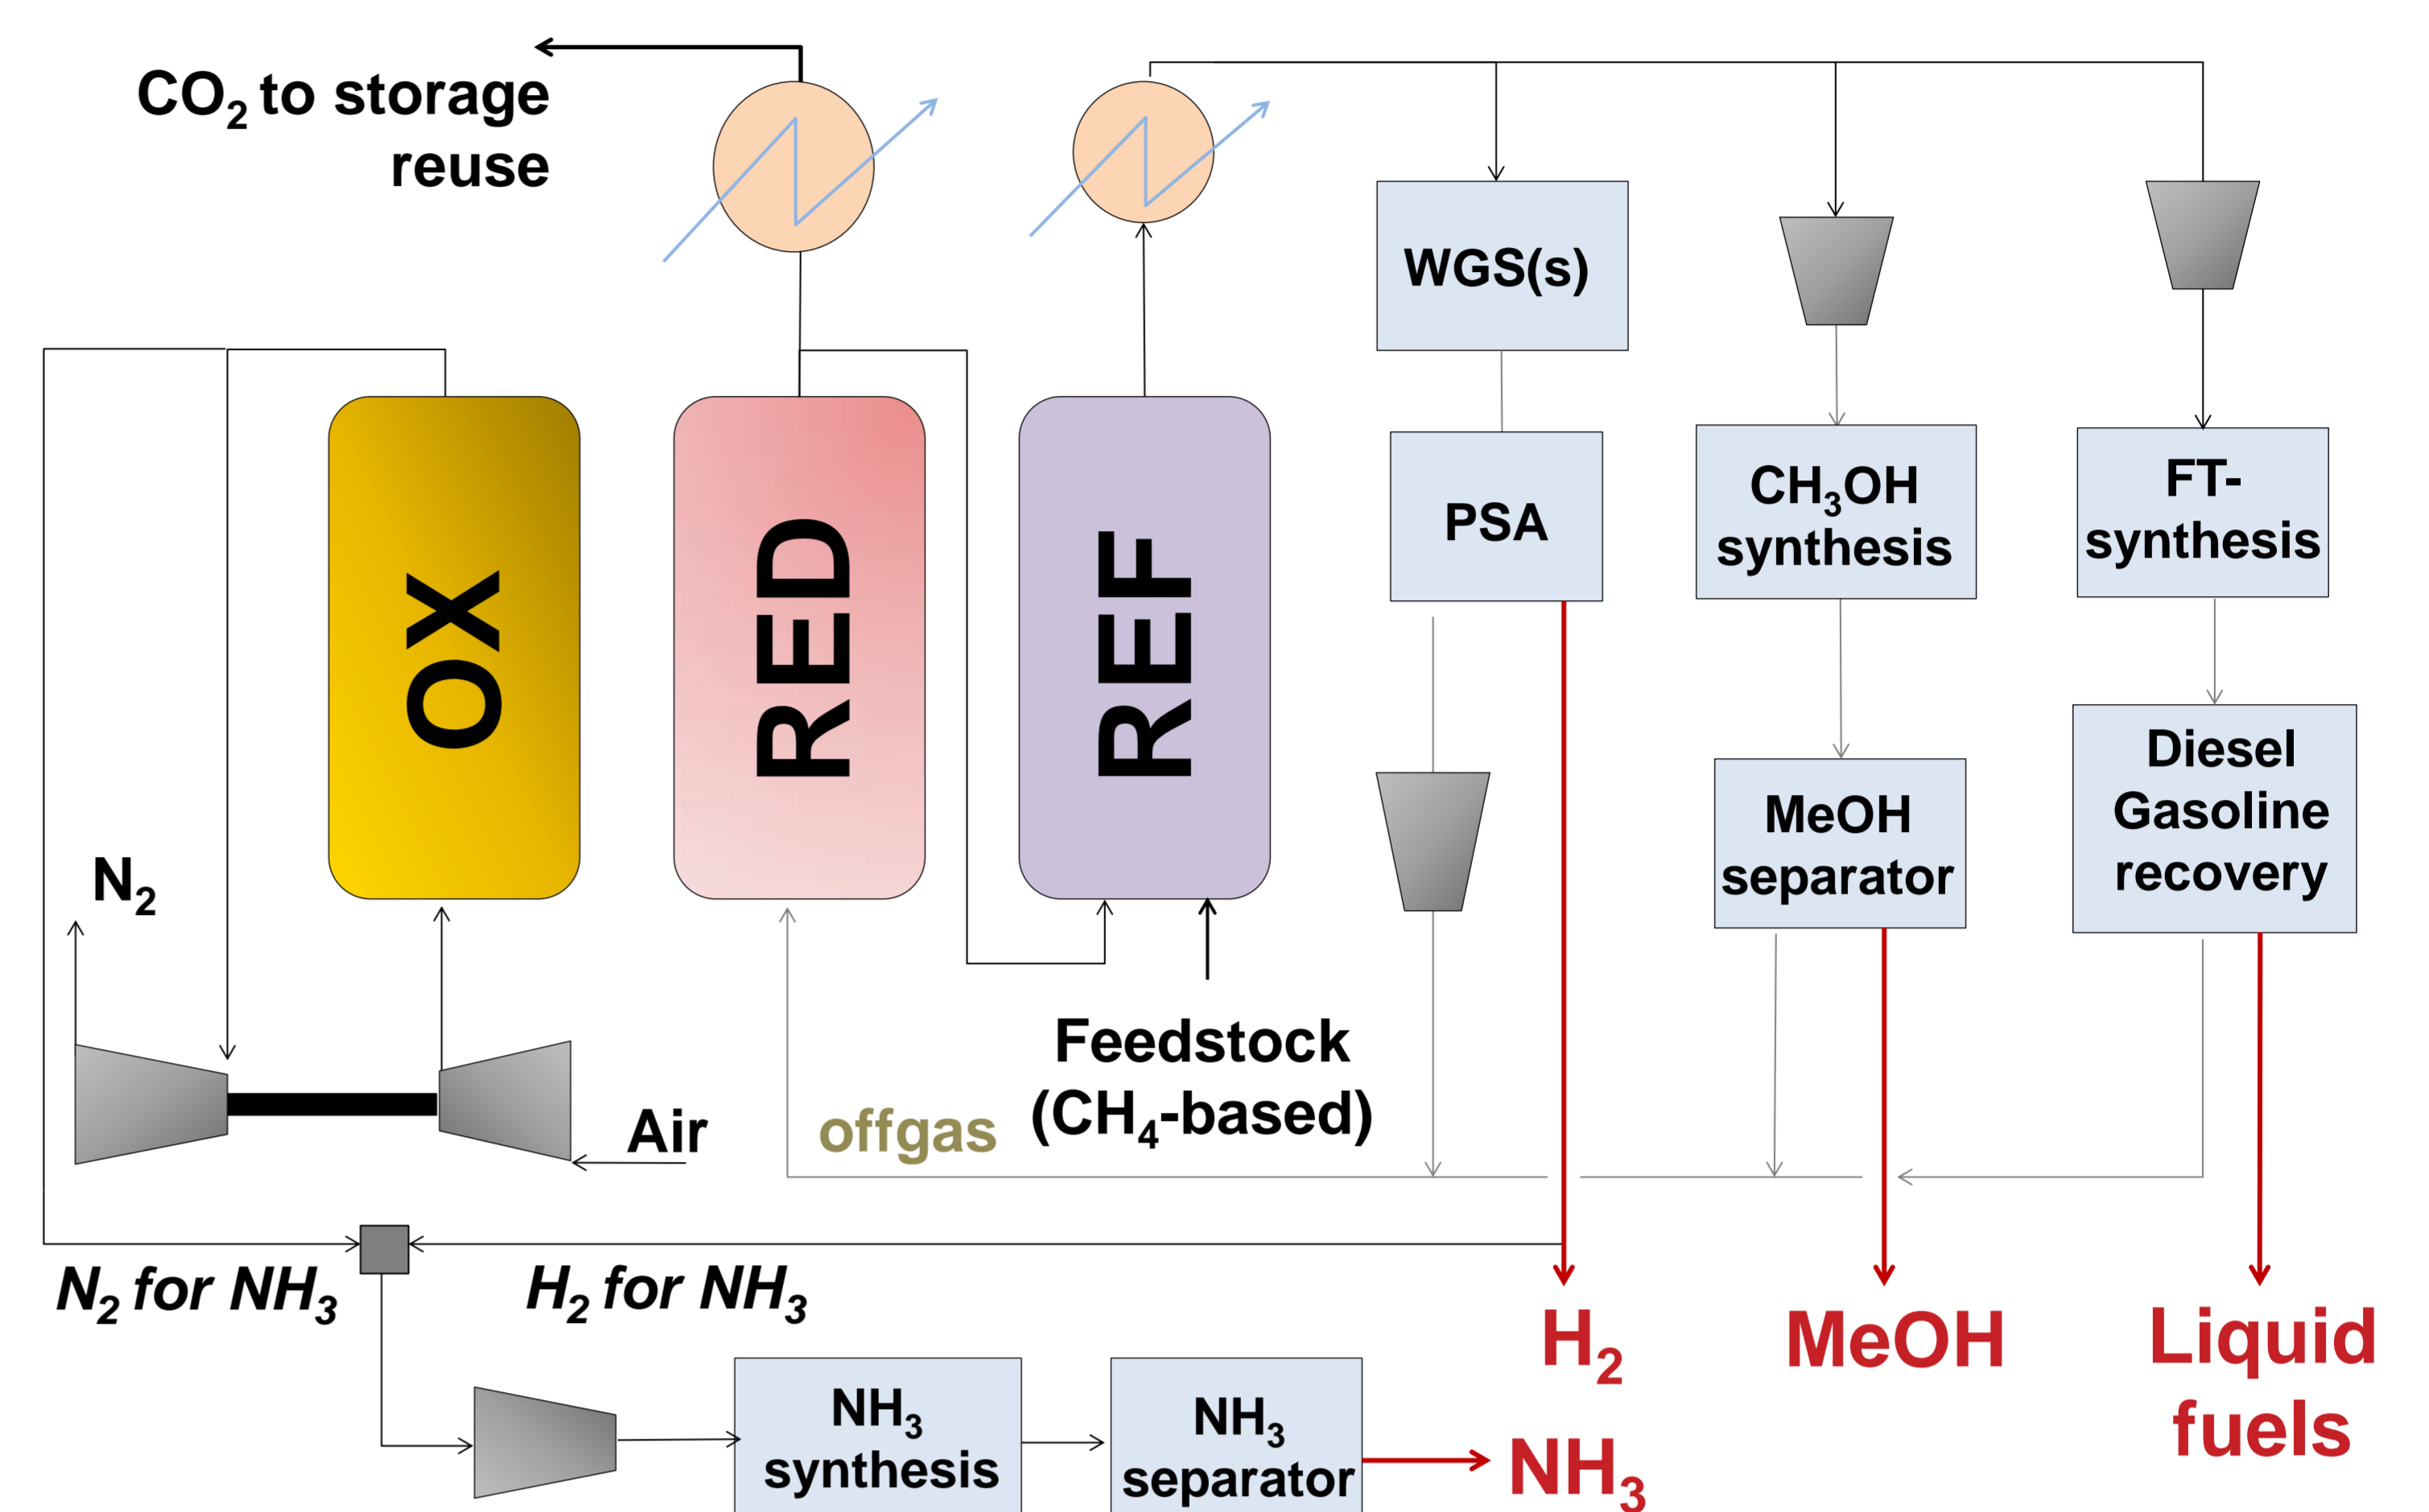 CO₂ to storage
reuse
WGS(s)
OX
RED
REF
PSA
CH₃OH
synthesis
FT-
synthesis
N₂
MeOH
separator
Diesel
Gasoline
recovery
Air
offgas
Feedstock
(CH₄-based)
N₂ for NH₃
H₂ for NH₃
H₂
MeOH
Liquid
fuels
NH₃
synthesis
NH₃
separator
NH₃